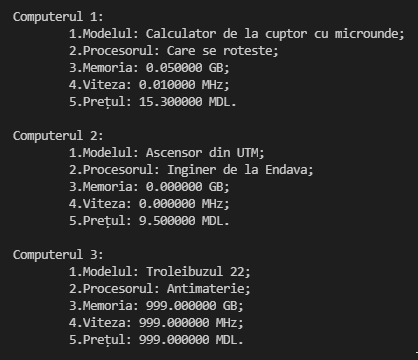 Computerul 1:
1.Modelul: Calculator de la cuptor cu microunde;
2.Procesorul: Care se roteste;
3.Memoria: 0.050000 GB;
4.Viteza: 0.010000 MHz;
5.Prețul: 15.300000 MDL.
Computerul 2:
1.Modelul: Ascensor din UTM;
2.Procesorul: Inginer de la Endava;
3.Memoria: 0.000000 GB;
4.Viteza: 0.000000 MHz;
5.Prețul: 9.500000 MDL.
Computerul 3:
1.Modelul: Troleibuzul 22;
2.Procesorul: Antimaterie;
3.Memoria: 999.000000 GB;
4.Viteza: 999.000000 MHz;
5.Prețul: 999.000000 MDL.